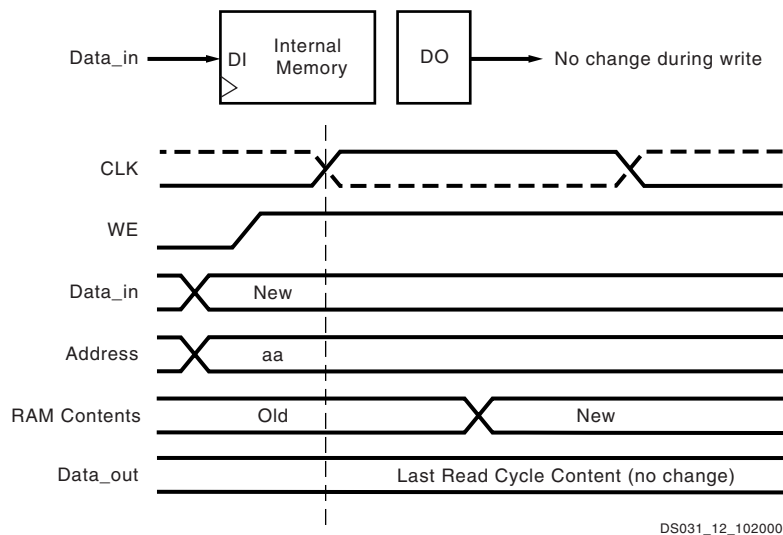 Data_in
DI
Internal
Memory
DO
No change during write
CLK
WE
Data_in
New
Address
aa
RAM Contents
Old
New
Data_out
Last Read Cycle Content (no change)
DS031_12_102000